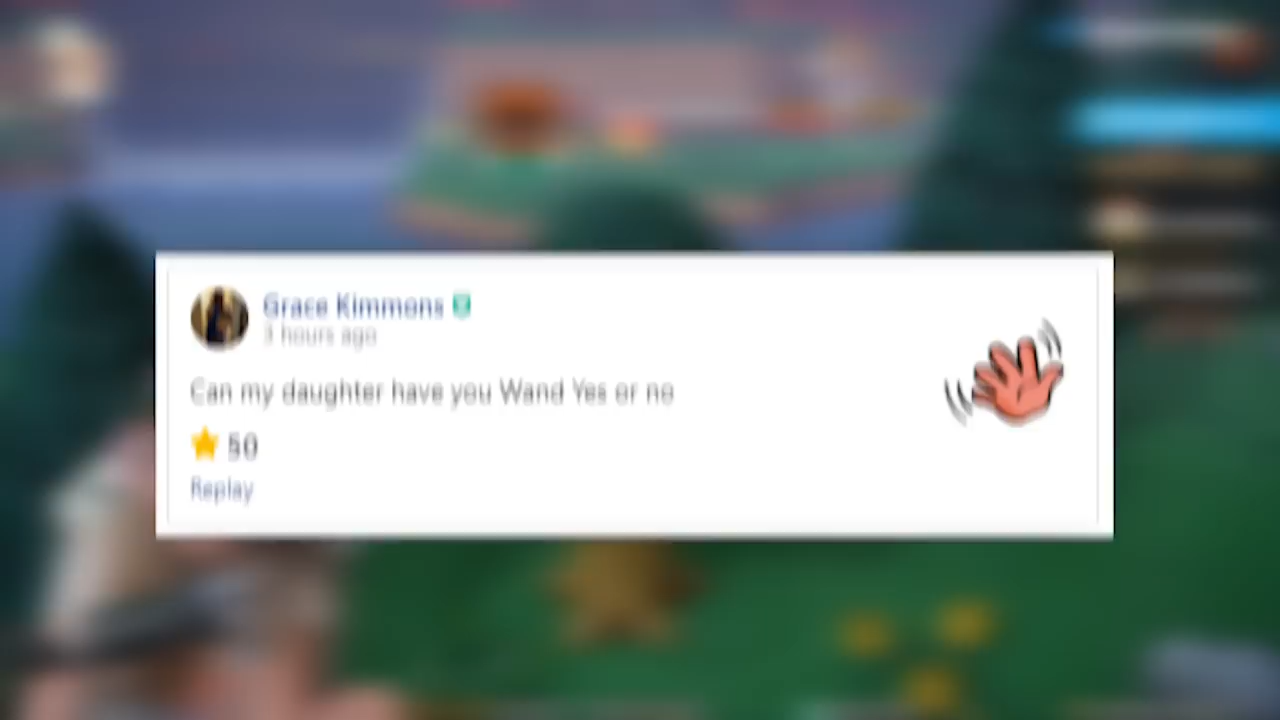 Grace Kimmons
3 hours ago
Can my daughter have you Wand Yes or no
50
Replay